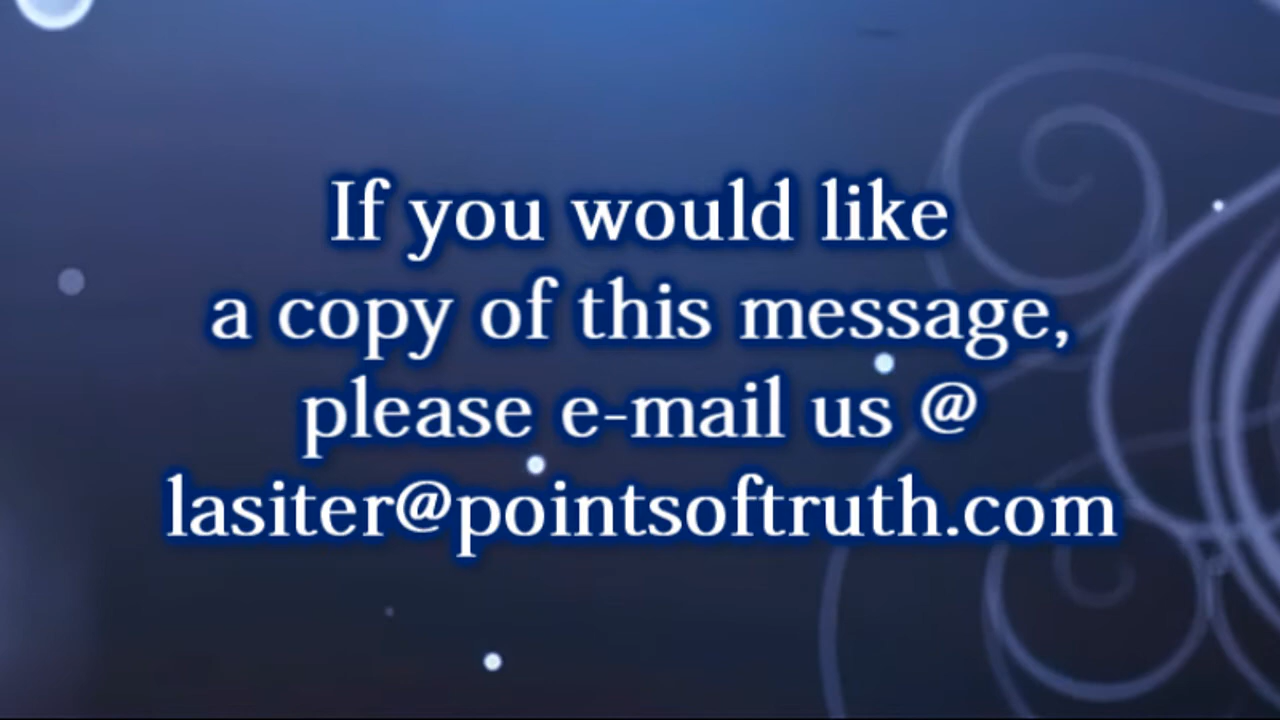 If you would like
a copy of this message,
please e-mail us @
lasiter@pointsoftruth.com